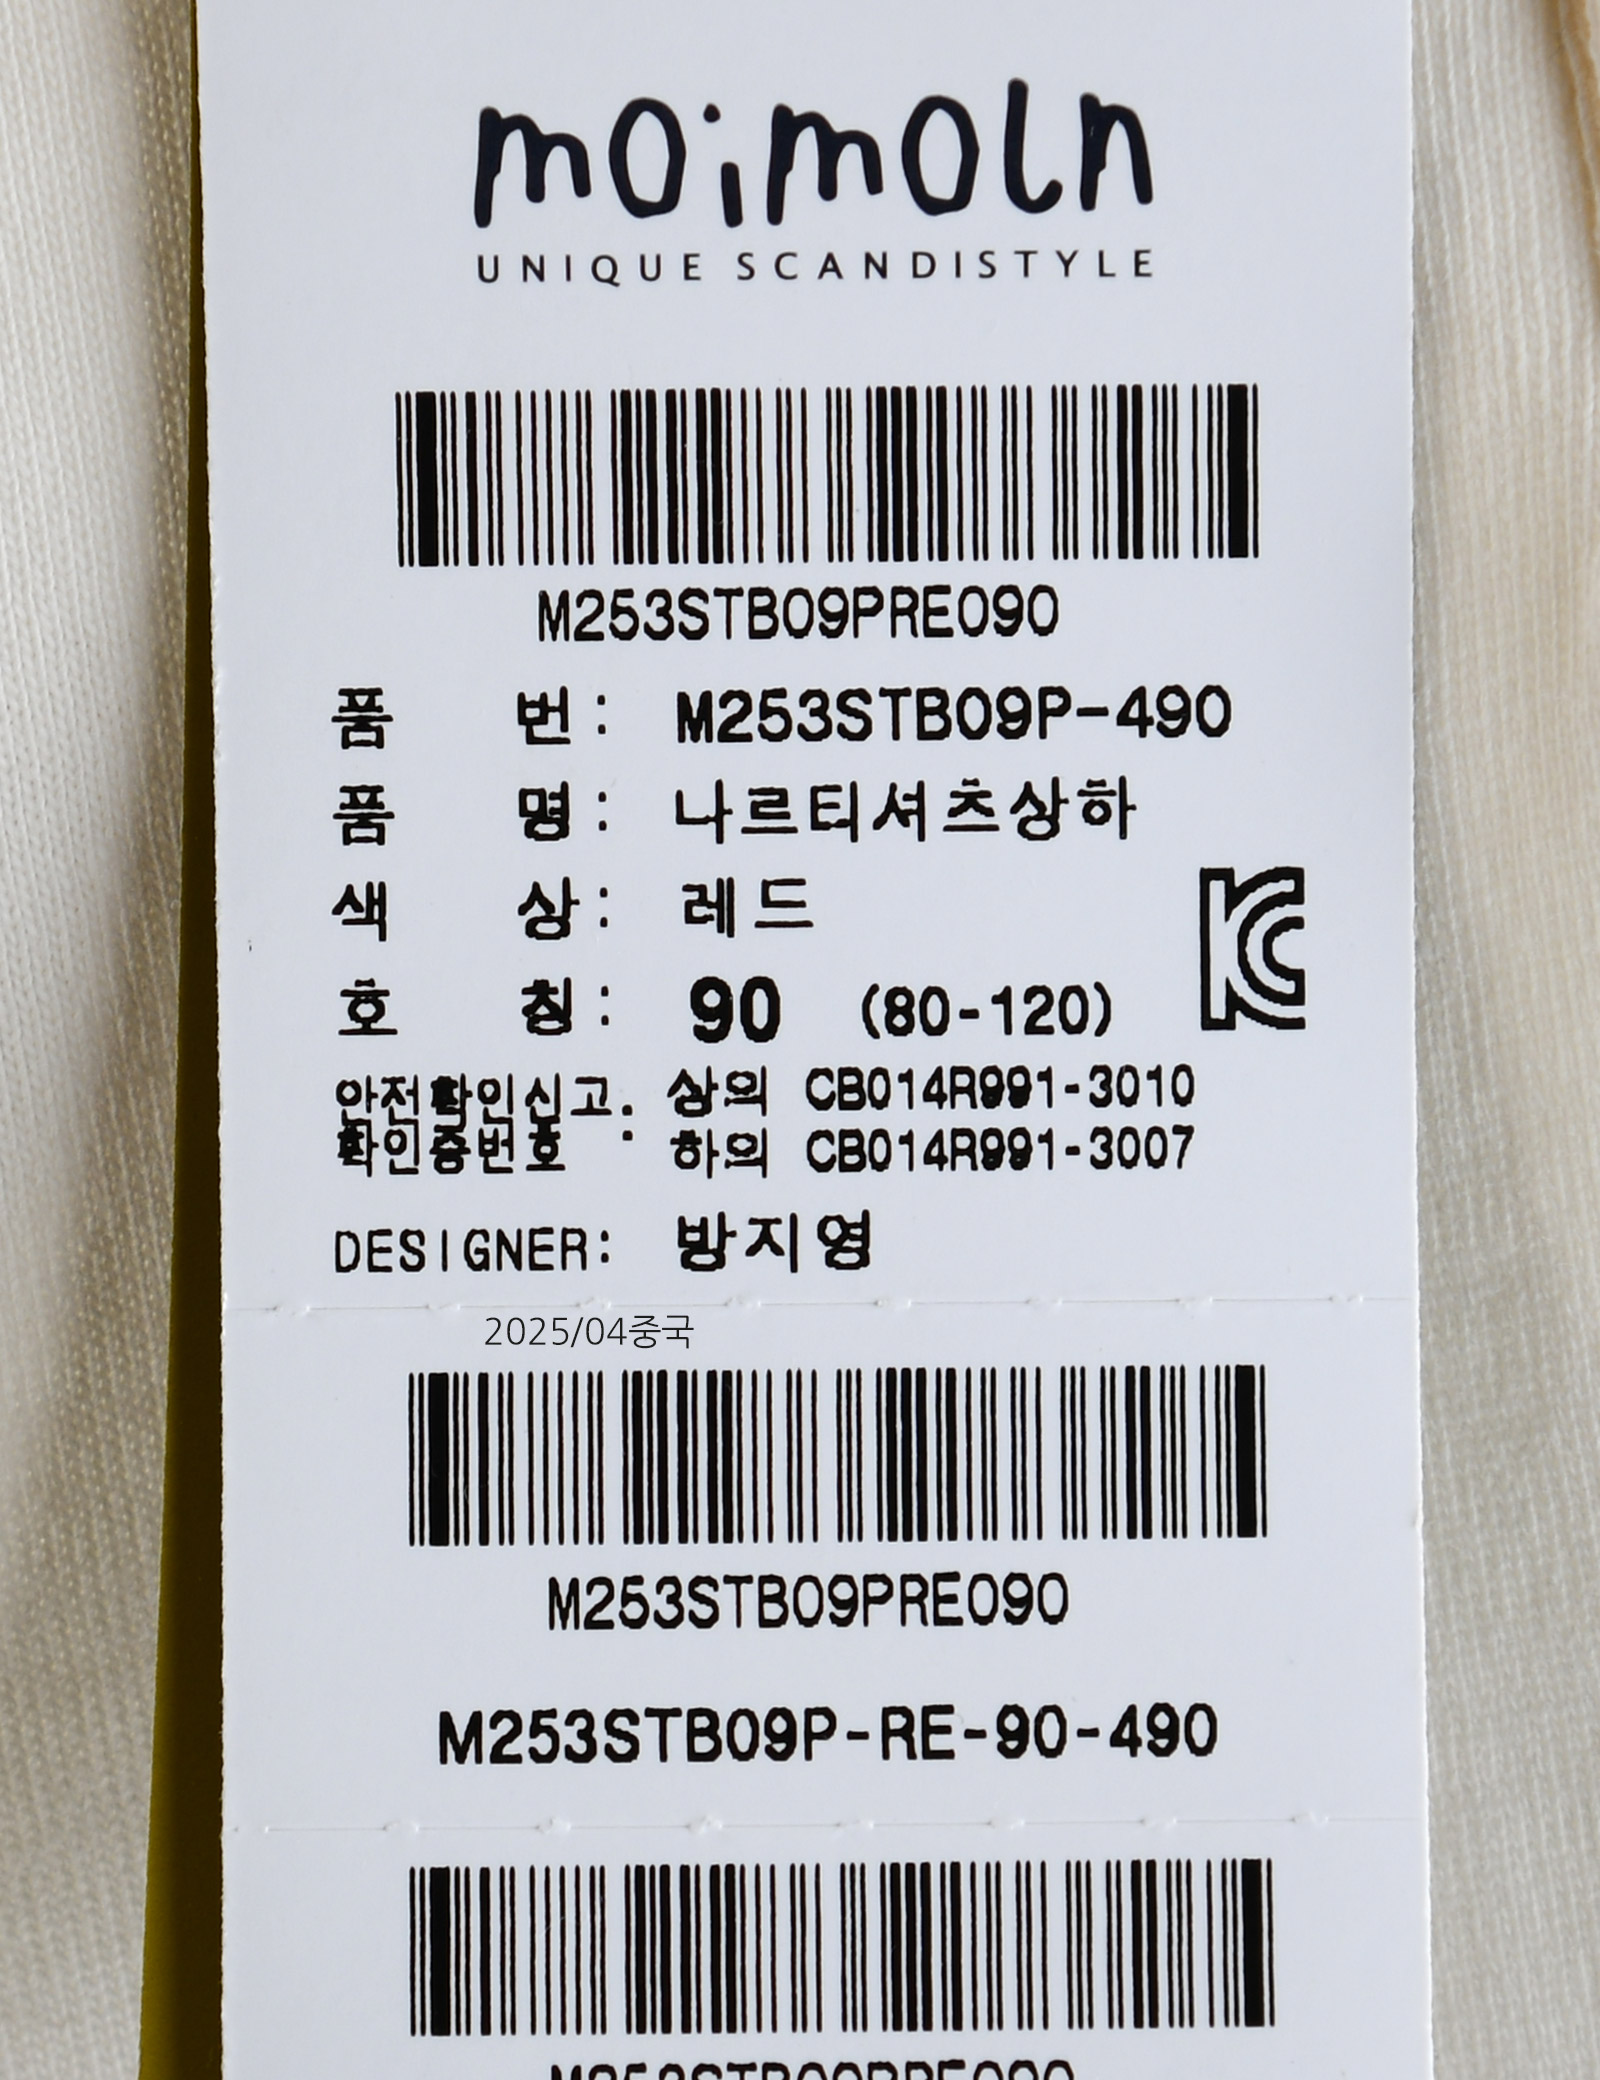 moimoln
UNIQUE SCANDISTYLE
M253STB09PRE090
품 번 : M253STB09P-490
품 명 : 나르티셔츠상하
색 상 : 레드
호 칭 : 90 (80-120)
안전확인신고 : 상의 CB014R991-3010
확인증번호 하의 CB014R991-3007
DESIGNER: 방지영
2025/04중국
M253STB09PRE090
M253STB09P-RE-90-490
M253STB09PRE090